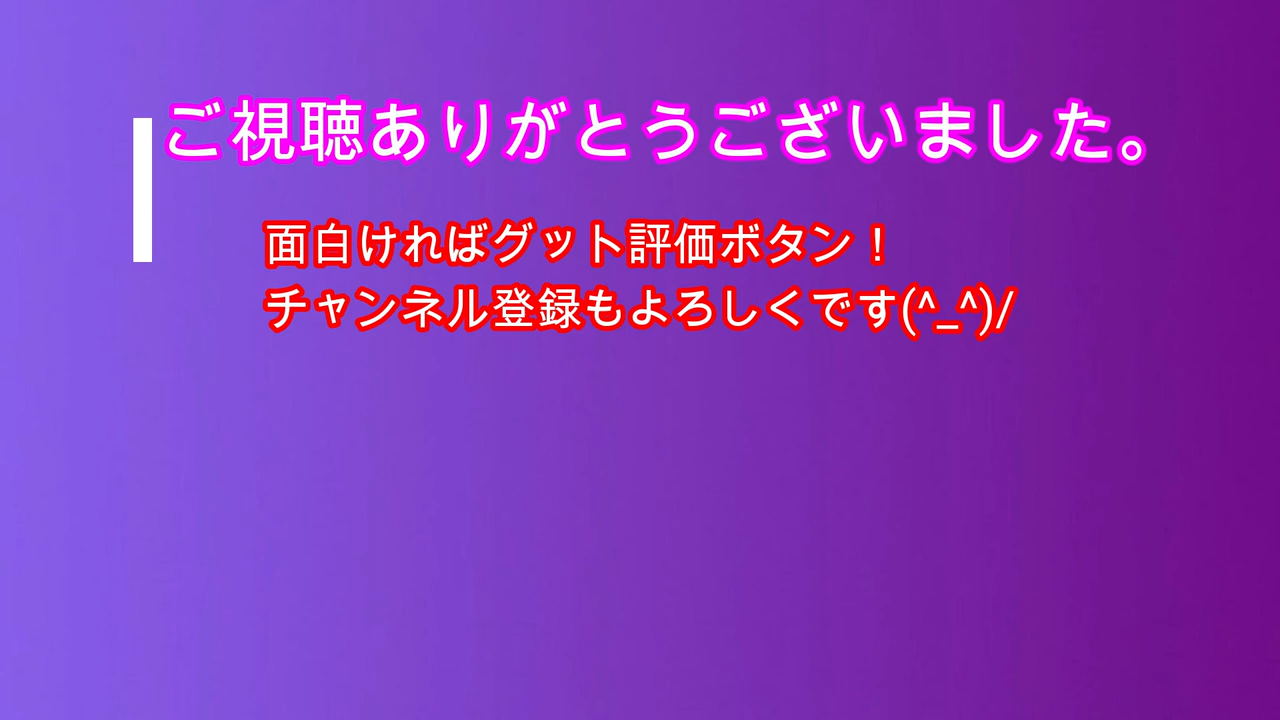 ご視聴ありがとうございました。
面白ければグット評価ボタン！
チャンネル登録もよろしくです(^_^)/